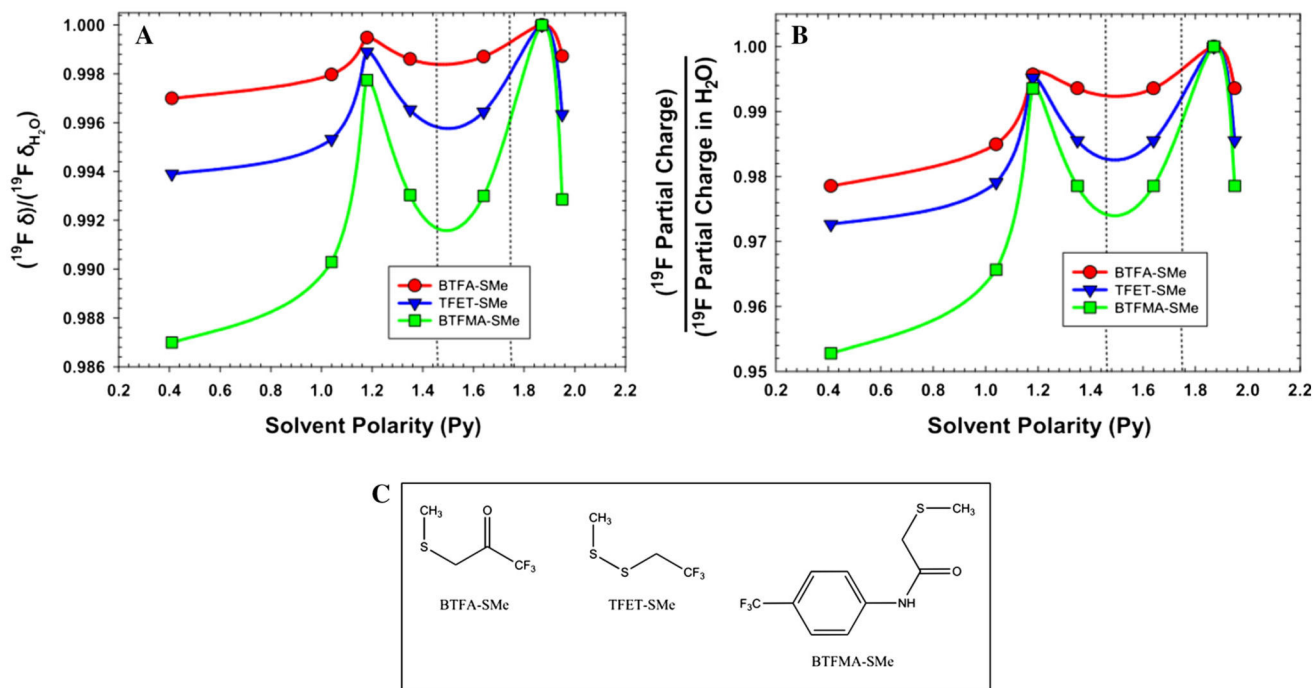 A
(¹⁹F δ)/(¹⁹F δH₂O)
1.000
0.998
0.996
0.994
0.992
0.990
0.988
0.986
0.2 0.4 0.6 0.8 1.0 1.2 1.4 1.6 1.8 2.0 2.2
Solvent Polarity (Py)
BTFA-SMe
TFET-SMe
BTFMA-SMe
B
(¹⁹F Partial Charge)
(¹⁹F Partial Charge in H₂O)
1.00
0.99
0.98
0.97
0.96
0.95
0.2 0.4 0.6 0.8 1.0 1.2 1.4 1.6 1.8 2.0 2.2
Solvent Polarity (Py)
BTFA-SMe
TFET-SMe
BTFMA-SMe
C
CH₃
O
S
CF₃
BTFA-SMe
CH₃
S
S
CF₃
TFET-SMe
S
CH₃
O
F₃C
NH
BTFMA-SMe